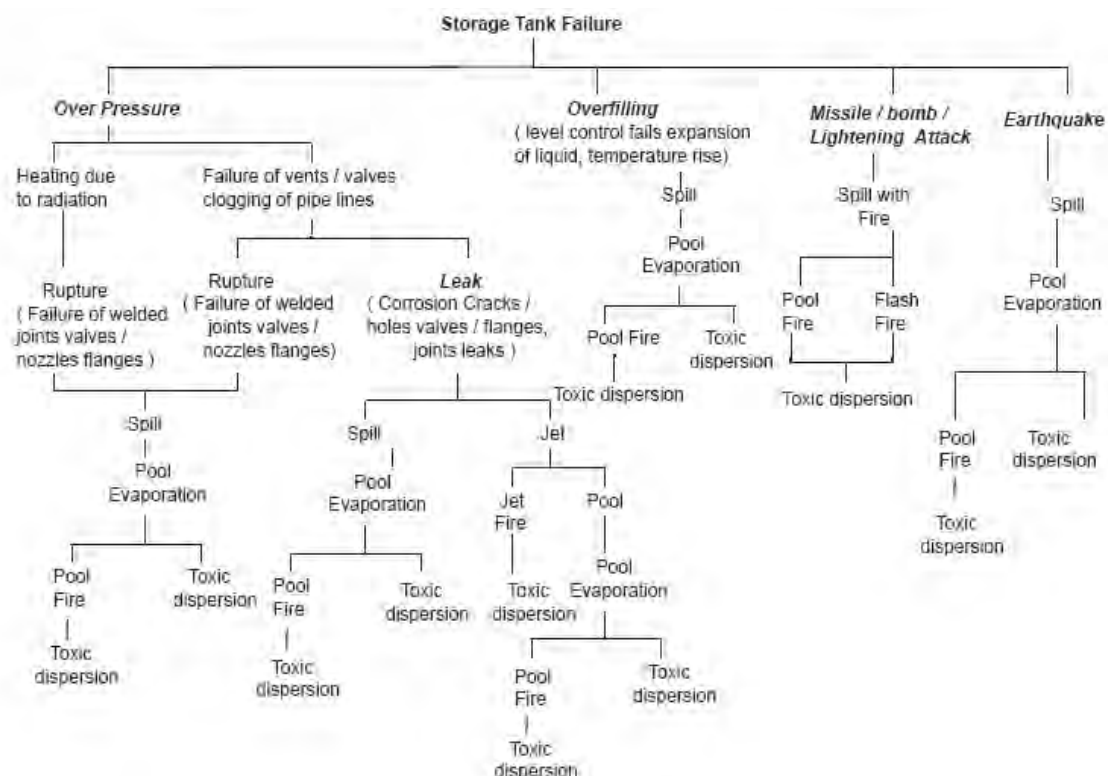 Storage Tank Failure
Over Pressure
Overfilling
( level control fails expansion
of liquid, temperature rise)
Missile / bomb /
Lightening Attack
Earthquake
Heating due
to radiation
Failure of vents / valves
clogging of pipe lines
Spill
Spill with
Fire
Spill
Rupture
( Failure of welded
joints valves /
nozzles flanges )
Rupture
( Failure of welded
joints valves /
nozzles flanges)
Leak
( Corrosion Cracks /
holes valves / flanges,
joints leaks )
Pool
Evaporation
Pool
Fire
Flash
Fire
Pool
Evaporation
Pool Fire
Toxic
dispersion
Toxic dispersion
Toxic dispersion
Spill
Spill
Jet
Pool
Fire
Toxic
dispersion
Pool
Evaporation
Pool
Evaporation
Jet
Fire
Pool
Toxic
dispersion
Pool
Fire
Toxic
dispersion
Pool
Fire
Toxic
dispersion
Toxic
dispersion
Pool
Evaporation
Toxic
dispersion
Toxic
dispersion
Pool
Fire
Toxic
dispersion
Toxic
dispersion